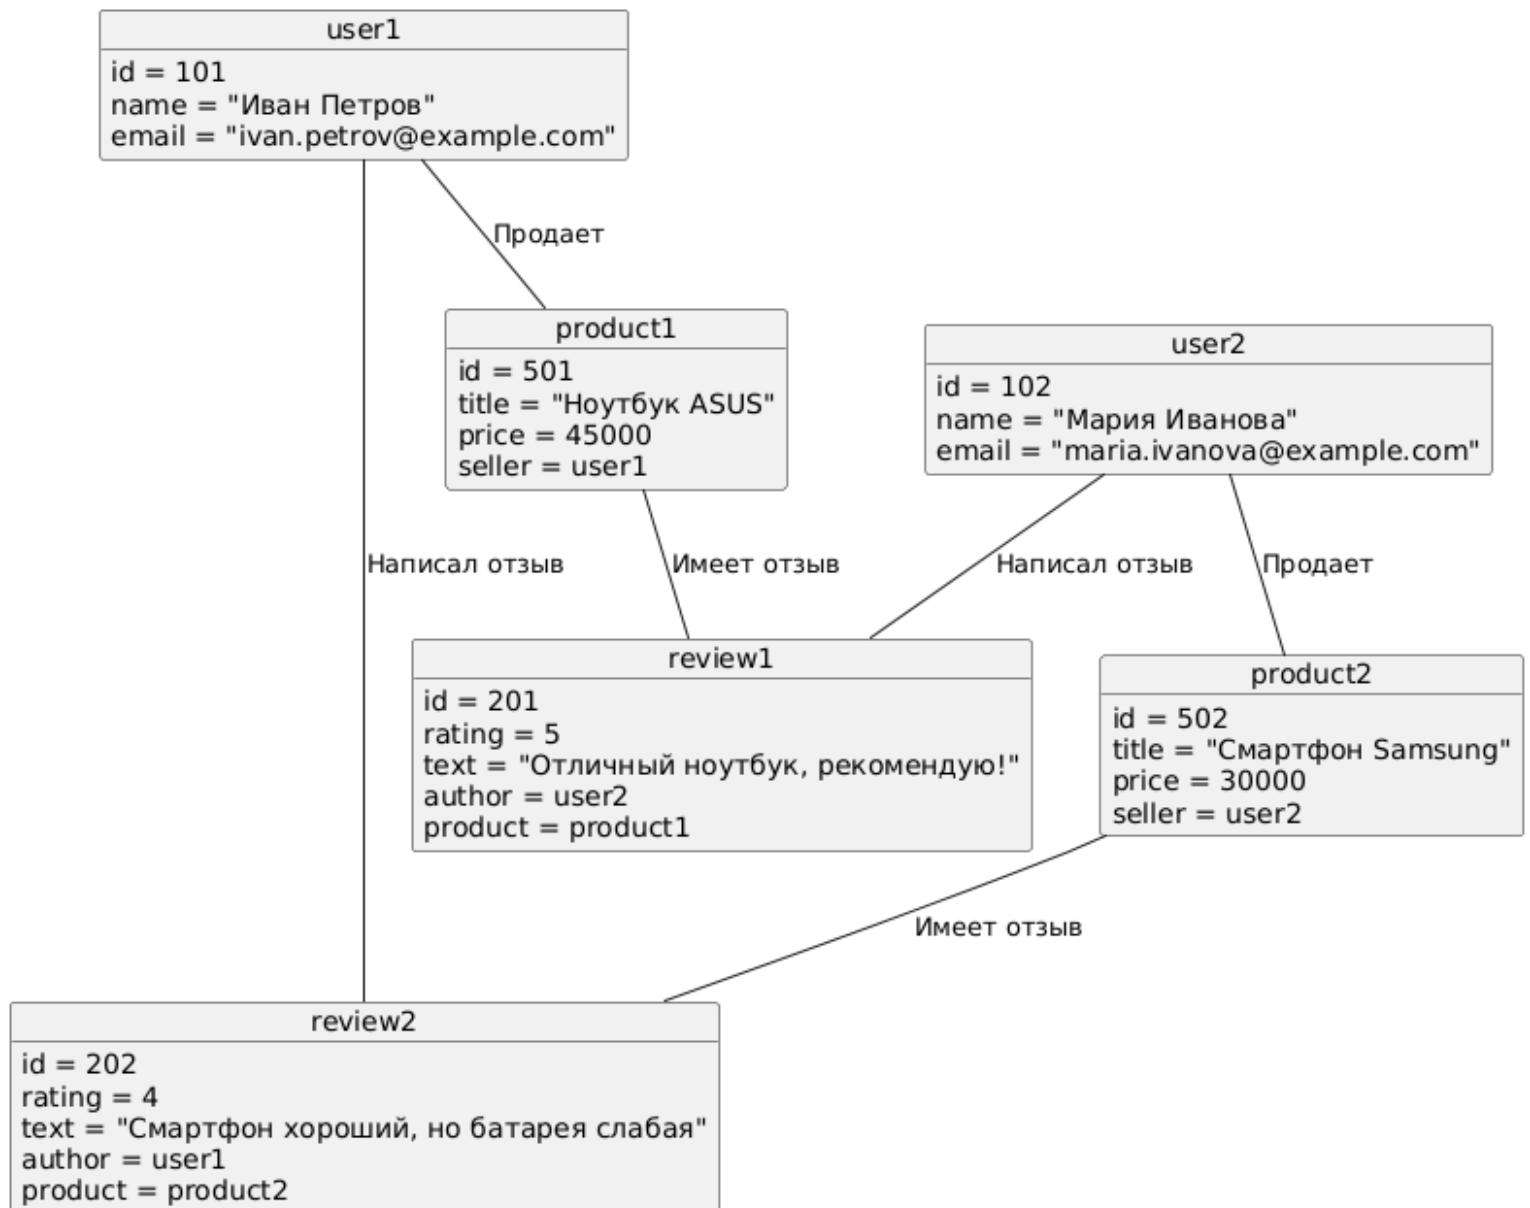 user1
id = 101
name = "Иван Петров"
email = "ivan.petrov@example.com"
Продает
product1
id = 501
title = "Ноутбук ASUS"
price = 45000
seller = user1
user2
id = 102
name = "Мария Иванова"
email = "maria.ivanova@example.com"
Написал отзыв
Имеет отзыв
Написал отзыв
Продает
review1
id = 201
rating = 5
text = "Отличный ноутбук, рекомендую!"
author = user2
product = product1
product2
id = 502
title = "Смартфон Samsung"
price = 30000
seller = user2
Имеет отзыв
review2
id = 202
rating = 4
text = "Смартфон хороший, но батарея слабая"
author = user1
product = product2